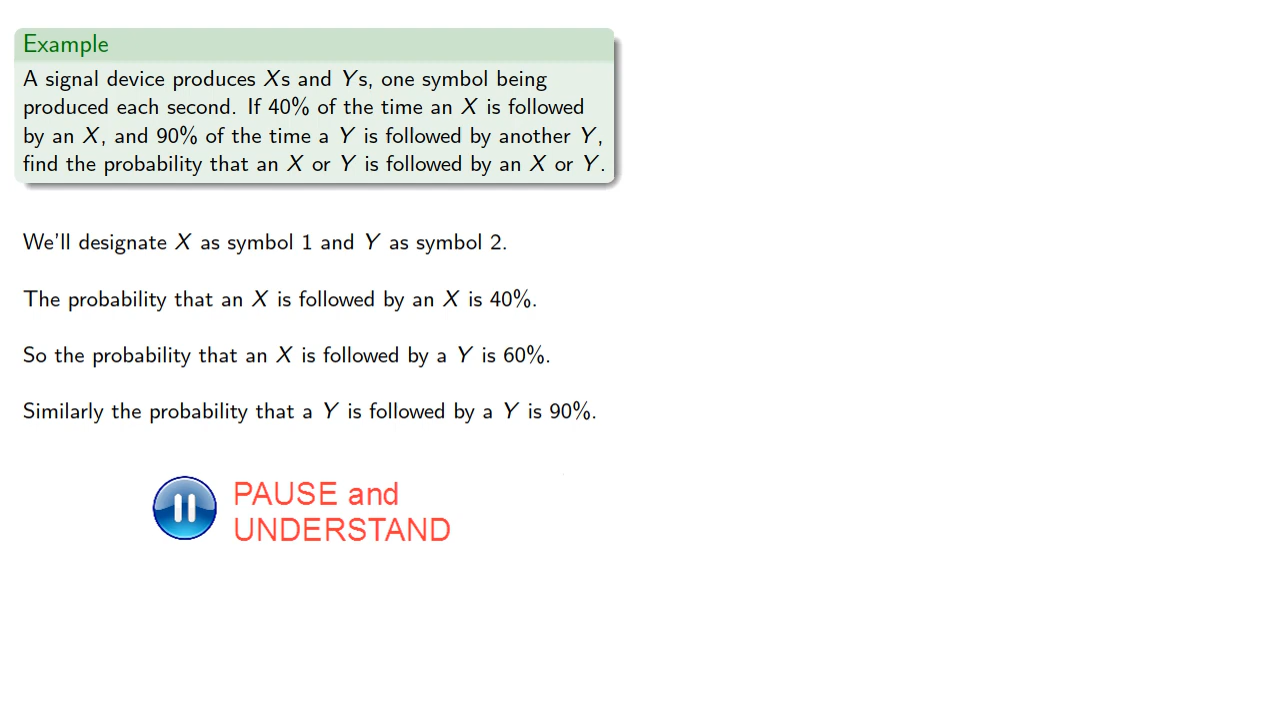 Example
A signal device produces Xs and Ys, one symbol being
produced each second. If 40% of the time an X is followed
by an X, and 90% of the time a Y is followed by another Y,
find the probability that an X or Y is followed by an X or Y.
We'll designate X as symbol 1 and Y as symbol 2.
The probability that an X is followed by an X is 40%.
So the probability that an X is followed by a Y is 60%.
Similarly the probability that a Y is followed by a Y is 90%.
PAUSE and
UNDERSTAND